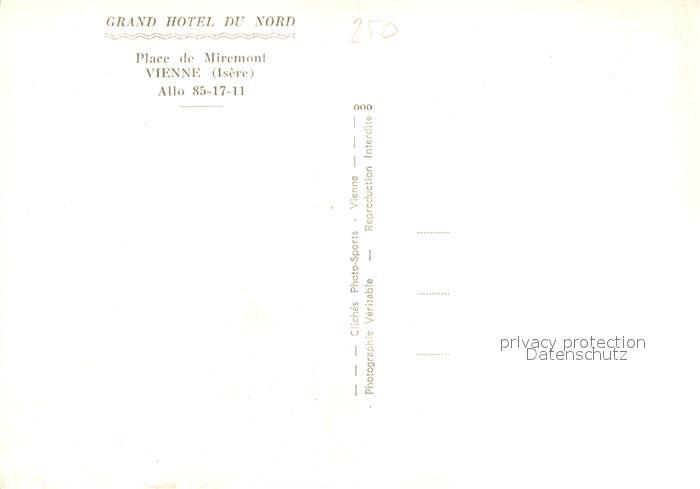 GRAND HOTEL DU NORD
Place de Miremont
VIENNE (Isère)
Allo 85-17-11
250
ooo
— — — Clichés Photo-Sports - Vienne — — —
- Photographie Véritable — Reproduction Interdite
privacy protection
Datenschutz